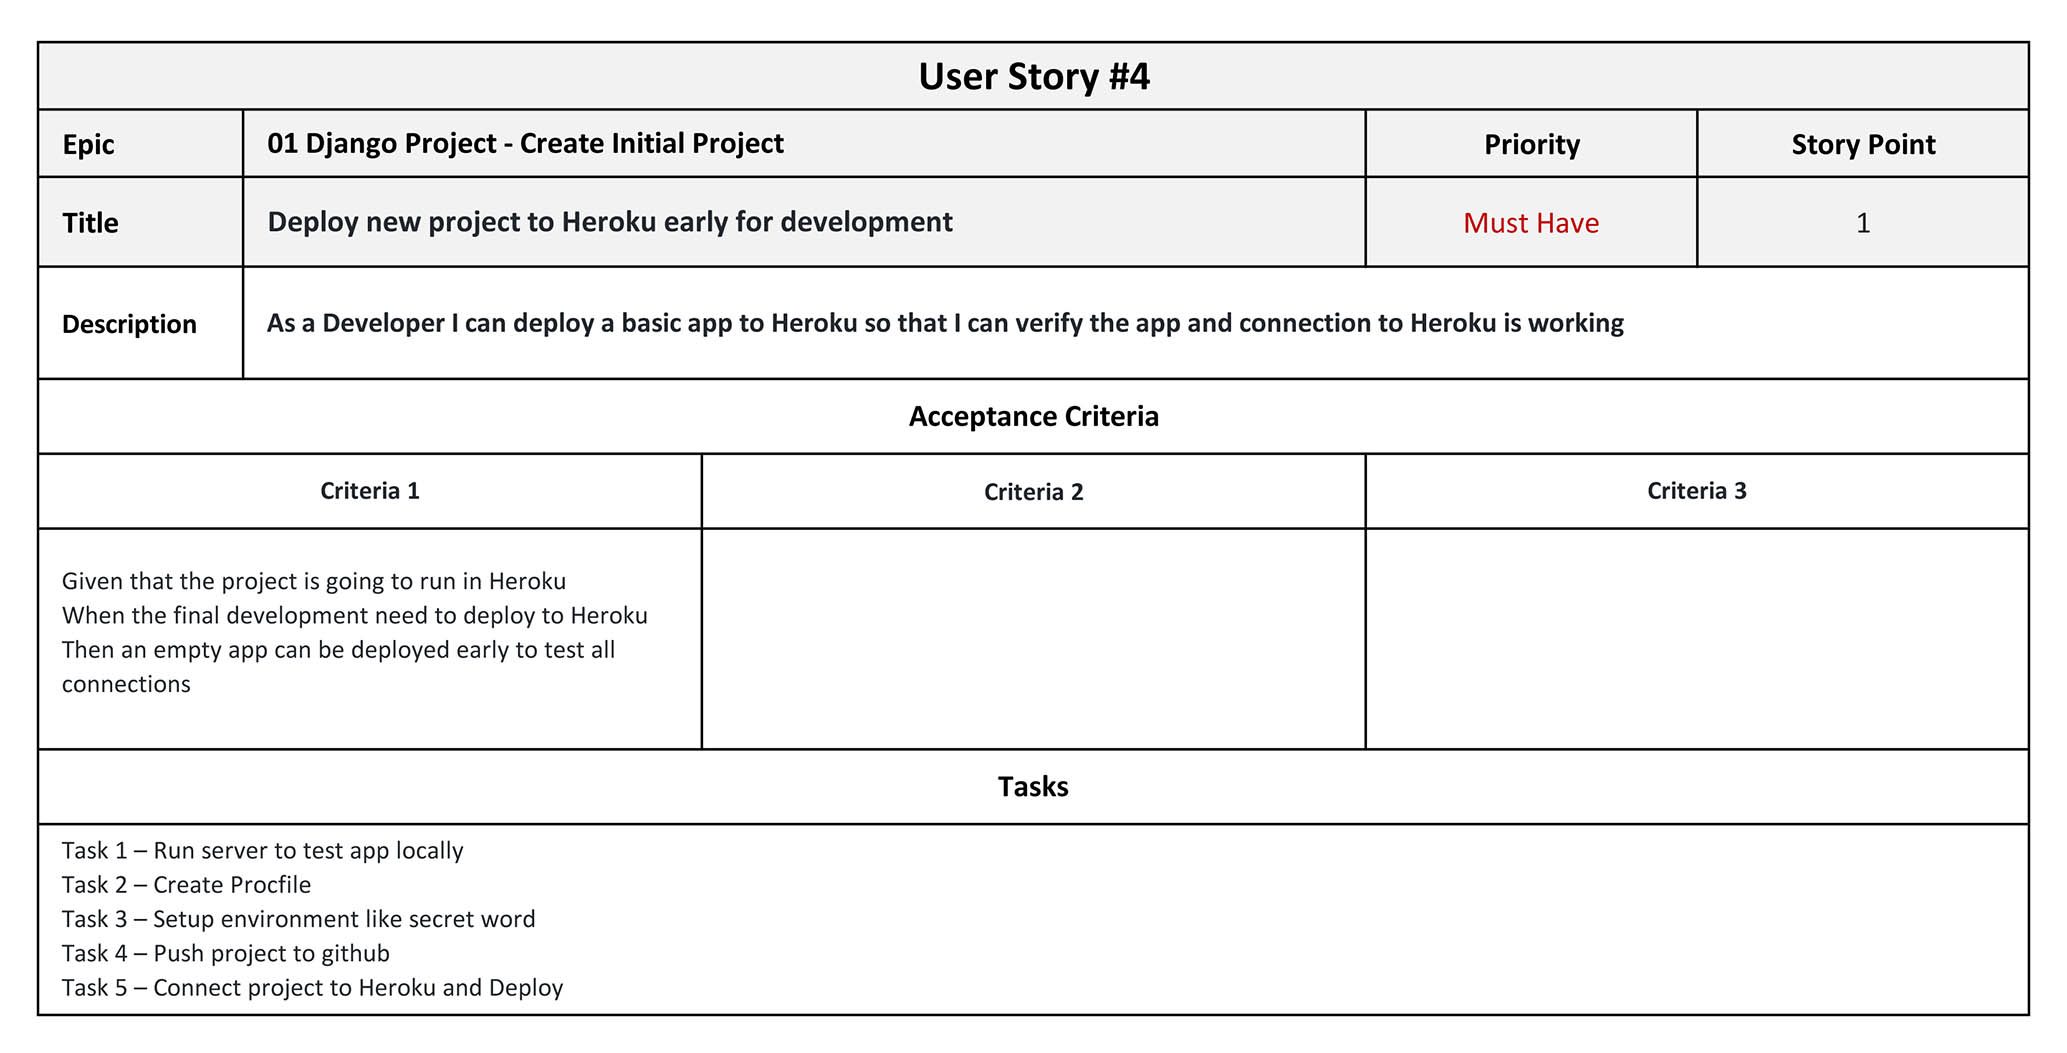 User Story #4
Epic
01 Django Project - Create Initial Project
Priority
Story Point
Title
Deploy new project to Heroku early for development
Must Have
1
Description
As a Developer I can deploy a basic app to Heroku so that I can verify the app and connection to Heroku is working
Acceptance Criteria
Criteria 1
Criteria 2
Criteria 3
Given that the project is going to run in Heroku
When the final development need to deploy to Heroku
Then an empty app can be deployed early to test all
connections
Tasks
Task 1 – Run server to test app locally
Task 2 – Create Procfile
Task 3 – Setup environment like secret word
Task 4 – Push project to github
Task 5 – Connect project to Heroku and Deploy